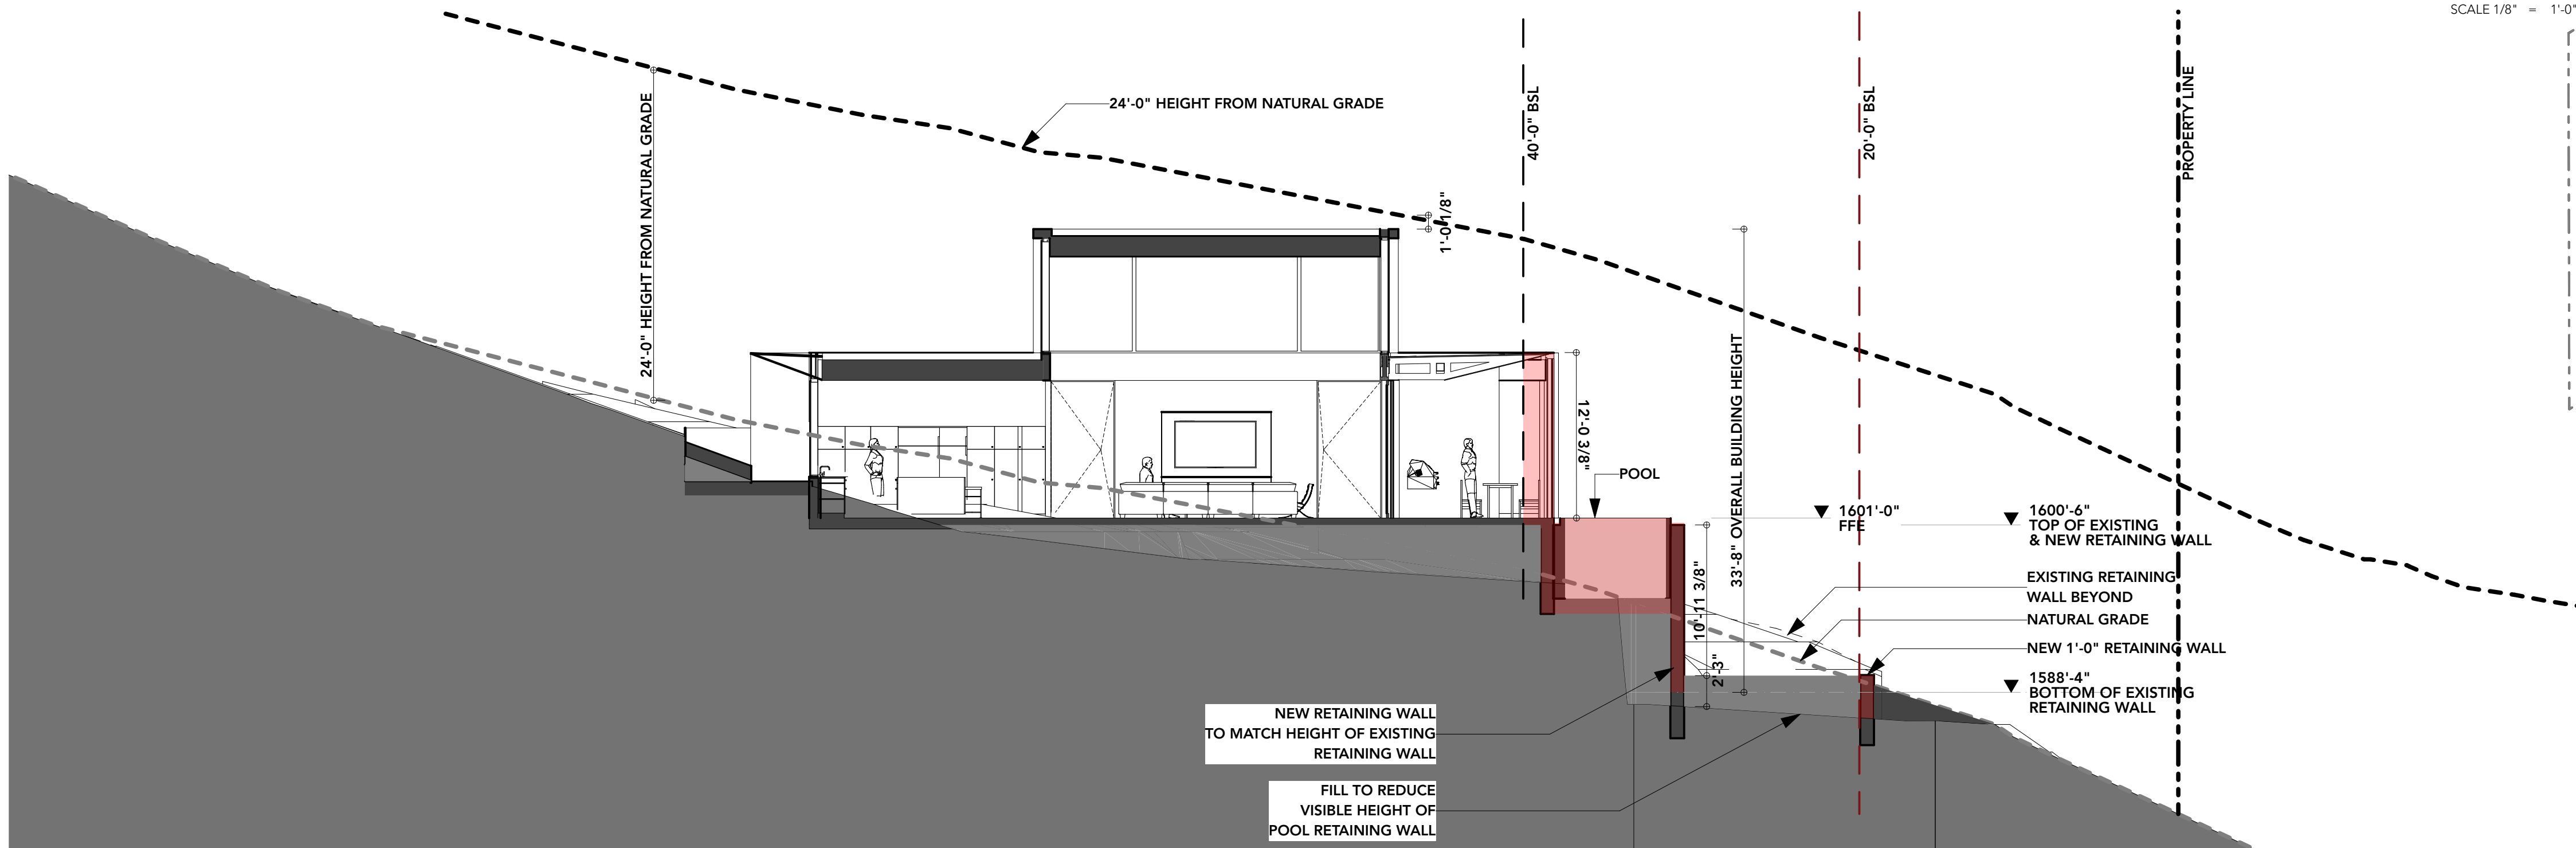 SCALE 1/8" = 1'-0"
24'-0" HEIGHT FROM NATURAL GRADE
24'-0" HEIGHT FROM NATURAL GRADE
1'-0 1/8"
40'-0" BSL
20'-0" BSL
PROPERTY LINE
12'-0 3/8"
33'-8" OVERALL BUILDING HEIGHT
POOL
1601'-0"
FFE
1600'-6"
TOP OF EXISTING
& NEW RETAINING WALL
10'-11 3/8"
2'-3"
EXISTING RETAINING
WALL BEYOND
NATURAL GRADE
NEW 1'-0" RETAINING WALL
1588'-4"
BOTTOM OF EXISTING
RETAINING WALL
NEW RETAINING WALL
TO MATCH HEIGHT OF EXISTING
RETAINING WALL
FILL TO REDUCE
VISIBLE HEIGHT OF
POOL RETAINING WALL